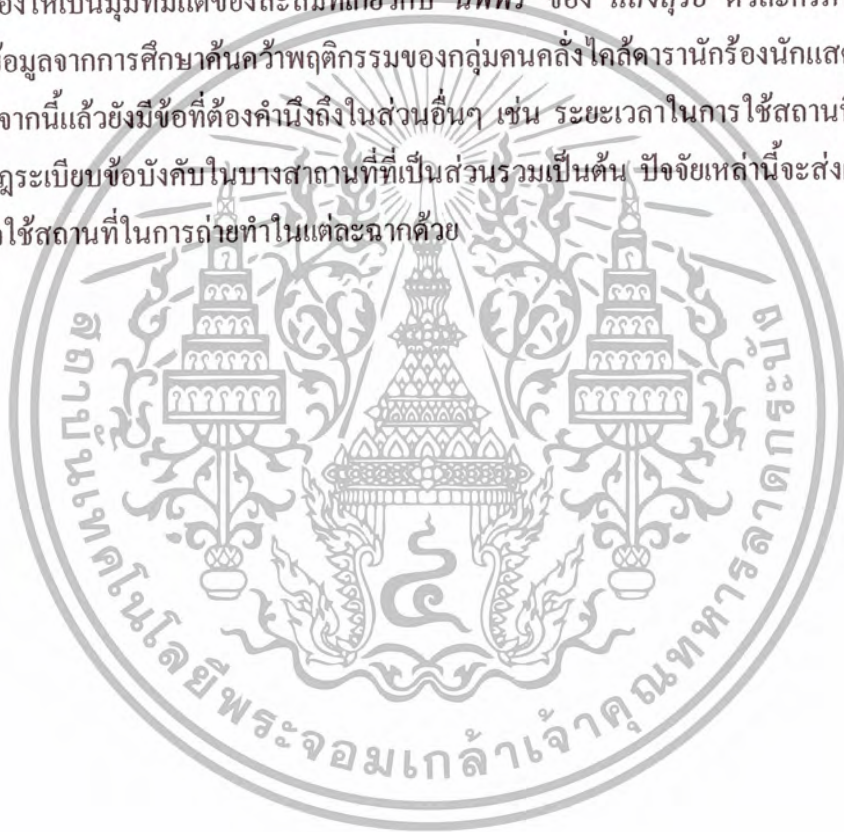 ข้อมูลจากการศึกษาค้นคว้าพฤติกรรมของกลุ่มคนคลั่งไคล้ดารานักร้องนักแสด
จากนี้แล้วยังมีข้อที่ต้องคำนึงถึงในส่วนอื่นๆ เช่น ระยะเวลาในการใช้สถานที่
กฎระเบียบข้อบังคับในบางสาถานที่ที่เป็นส่วนรวมเป็นต้น ปัจจัยเหล่านี้จะส่ง
ใช้สถานที่ในการถ่ายทำในแต่ละฉากด้วย
สถาบันเทคโนโลยีพระจอมเกล้าเจ้าคุณทหารลาดกระบัง
๔